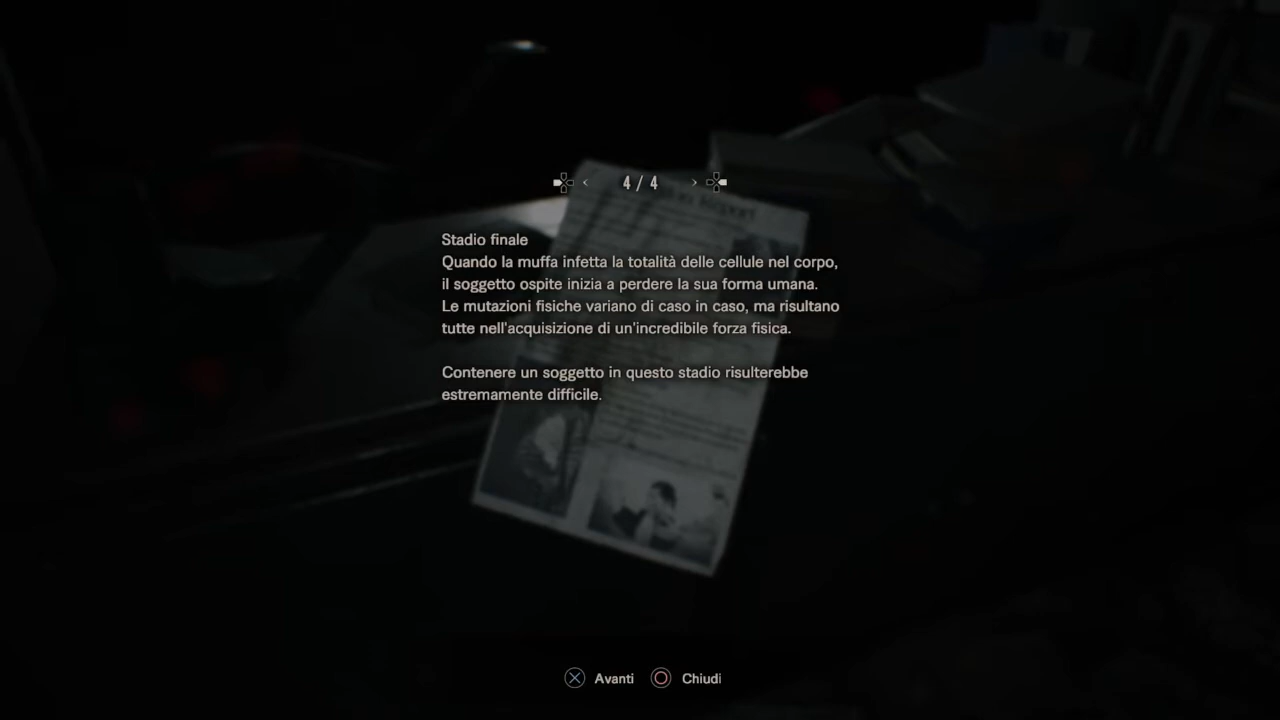 4 / 4
Stadio finale
Quando la muffa infetta la totalità delle cellule nel corpo,
il soggetto ospite inizia a perdere la sua forma umana.
Le mutazioni fisiche variano di caso in caso, ma risultano
tutte nell'acquisizione di un'incredibile forza fisica.
Contenere un soggetto in questo stadio risulterebbe
estremamente difficile.
Avanti Chiudi